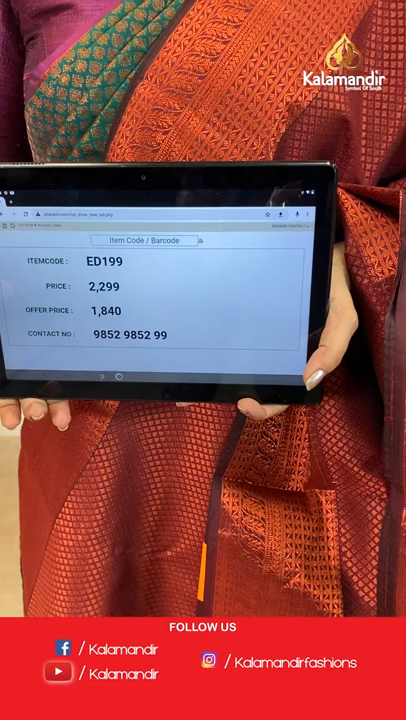 Kalamandir
Symbol Of South
Item Code / Barcode
ITEMCODE : ED199
PRICE : 2,299
OFFER PRICE : 1,840
CONTACT NO : 9852 9852 99
FOLLOW US
/ Kalamandir
/ Kalamandir
/ Kalamandirfashions